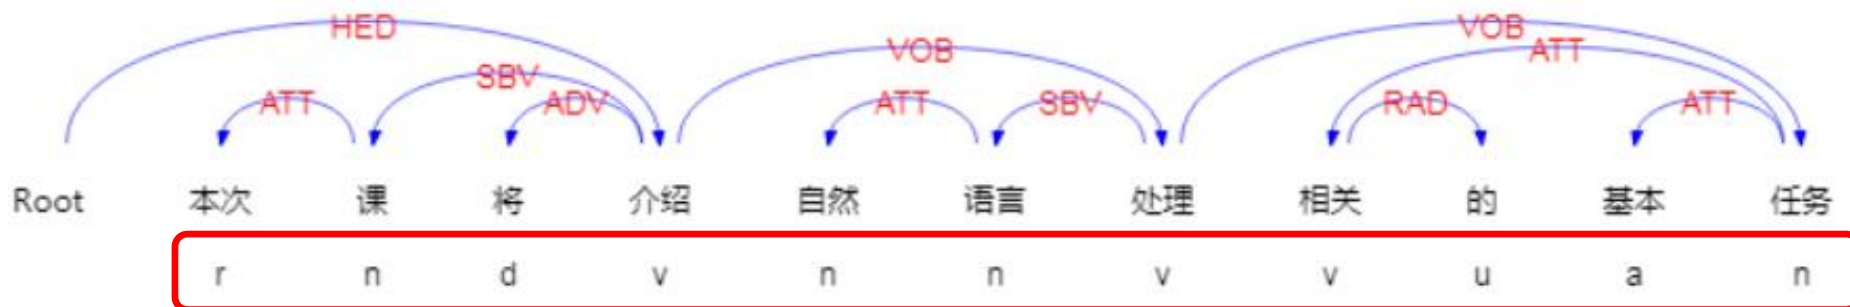 HED VOB
VOB ATT
SBV
ATT ADV ATT SBV RAD ATT
Root 本次 课 将 介绍 自然 语言 处理 相关 的 基本 任务
r n d v n n v v u a n